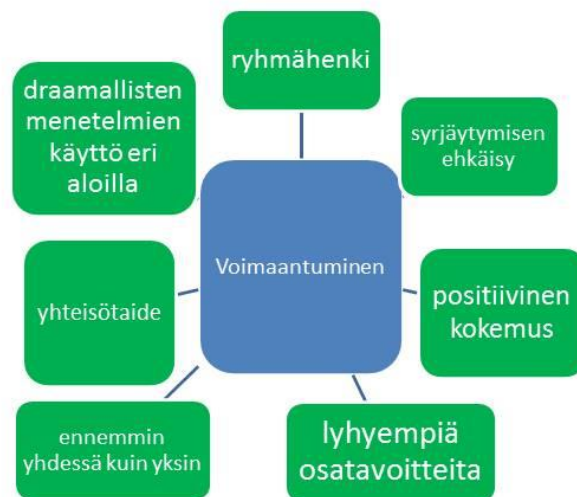 ryhmähenki
draamallisten
menetelmien
käyttö eri
aloilla
syrjäytymisen
ehkäisy
Voimaantuminen
yhteisötaide
positiivinen
kokemus
ennemmin
yhdessä kuin yksin
lyhyempiä
osatavoitteita